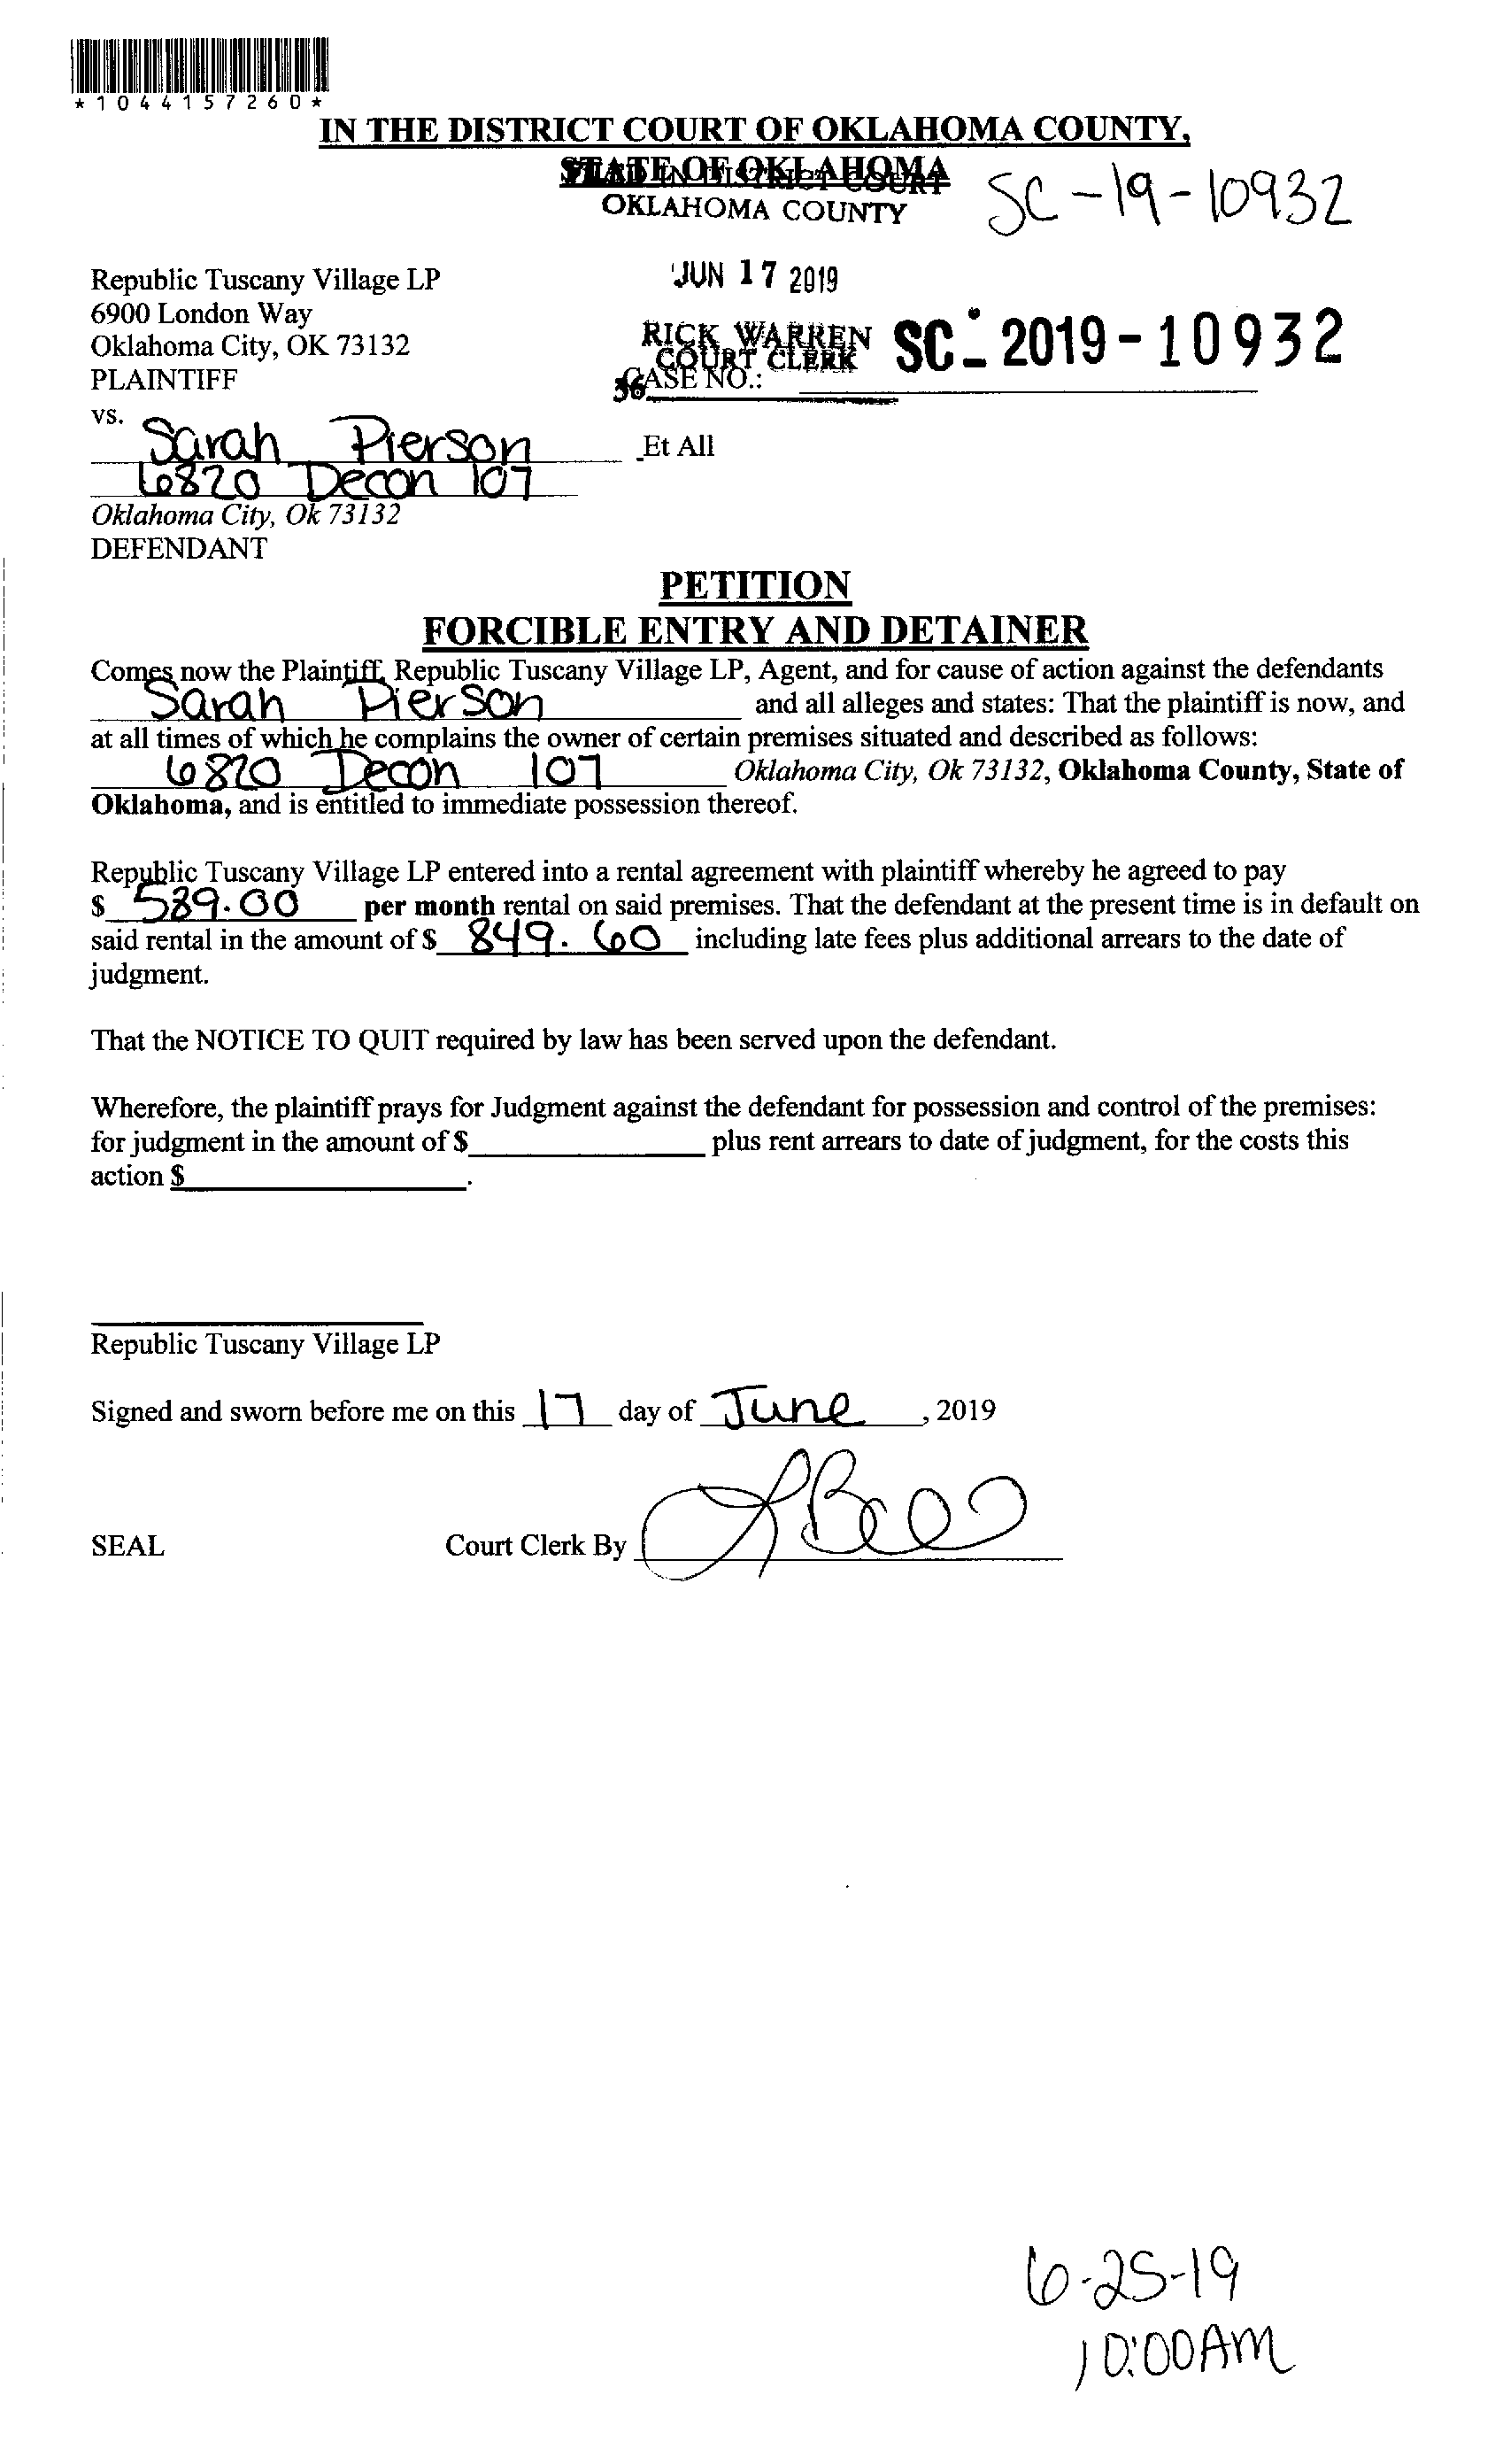 *1044157260*
IN THE DISTRICT COURT OF OKLAHOMA COUNTY,
STATE OF OKLAHOMA
FILED IN DISTRICT COURT
OKLAHOMA COUNTY
SC-19-10932
JUN 17 2019
Republic Tuscany Village LP
6900 London Way
Oklahoma City, OK 73132
PLAINTIFF
RICK WARREN
COURT CLERK
SC-2019-10932
36
CASE NO.:
vs.
Sarah Pierson Et All
6820 Decon 107
Oklahoma City, Ok 73132
DEFENDANT
PETITION
FORCIBLE ENTRY AND DETAINER
Comes now the Plaintiff, Republic Tuscany Village LP, Agent, and for cause of action against the defendants
Sarah Pierson and all alleges and states: That the plaintiff is now, and
at all times of which he complains the owner of certain premises situated and described as follows:
6820 Decon 107 Oklahoma City, Ok 73132, Oklahoma County, State of
Oklahoma, and is entitled to immediate possession thereof.
Republic Tuscany Village LP entered into a rental agreement with plaintiff whereby he agreed to pay
$ 589.00 per month rental on said premises. That the defendant at the present time is in default on
said rental in the amount of $ 849.60 including late fees plus additional arrears to the date of
judgment.
That the NOTICE TO QUIT required by law has been served upon the defendant.
Wherefore, the plaintiff prays for Judgment against the defendant for possession and control of the premises:
for judgment in the amount of $ plus rent arrears to date of judgment, for the costs this
action $ .
Republic Tuscany Village LP
Signed and sworn before me on this 17 day of June, 2019
SEAL Court Clerk By
6-25-19
10:00AM